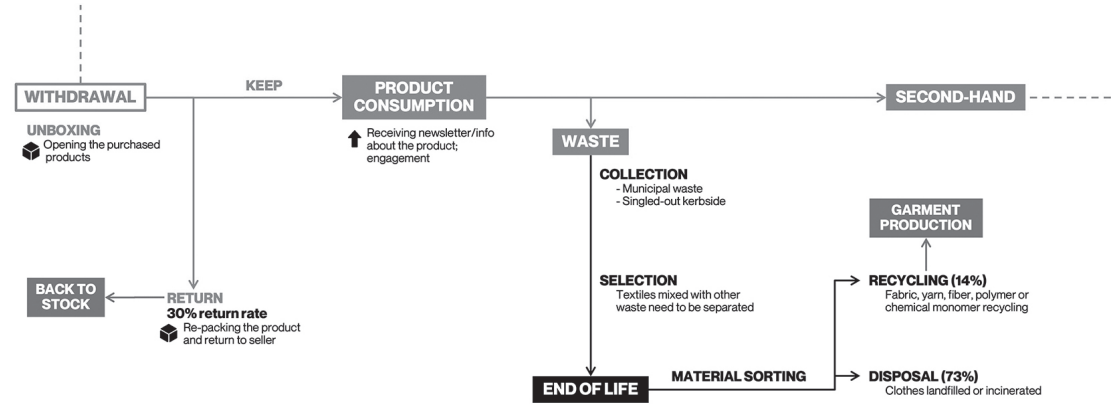 WITHDRAWAL
KEEP
PRODUCT
CONSUMPTION
SECOND-HAND
UNBOXING
Opening the purchased
products
Receiving newsletter/info
about the product;
engagement
WASTE
COLLECTION
- Municipal waste
- Singled-out kerbside
GARMENT
PRODUCTION
BACK TO
STOCK
RETURN
30% return rate
Re-packing the product
and return to seller
SELECTION
Textiles mixed with other
waste need to be separated
RECYCLING (14%)
Fabric, yarn, fiber, polymer or
chemical monomer recycling
END OF LIFE
MATERIAL SORTING
DISPOSAL (73%)
Clothes landfilled or incinerated